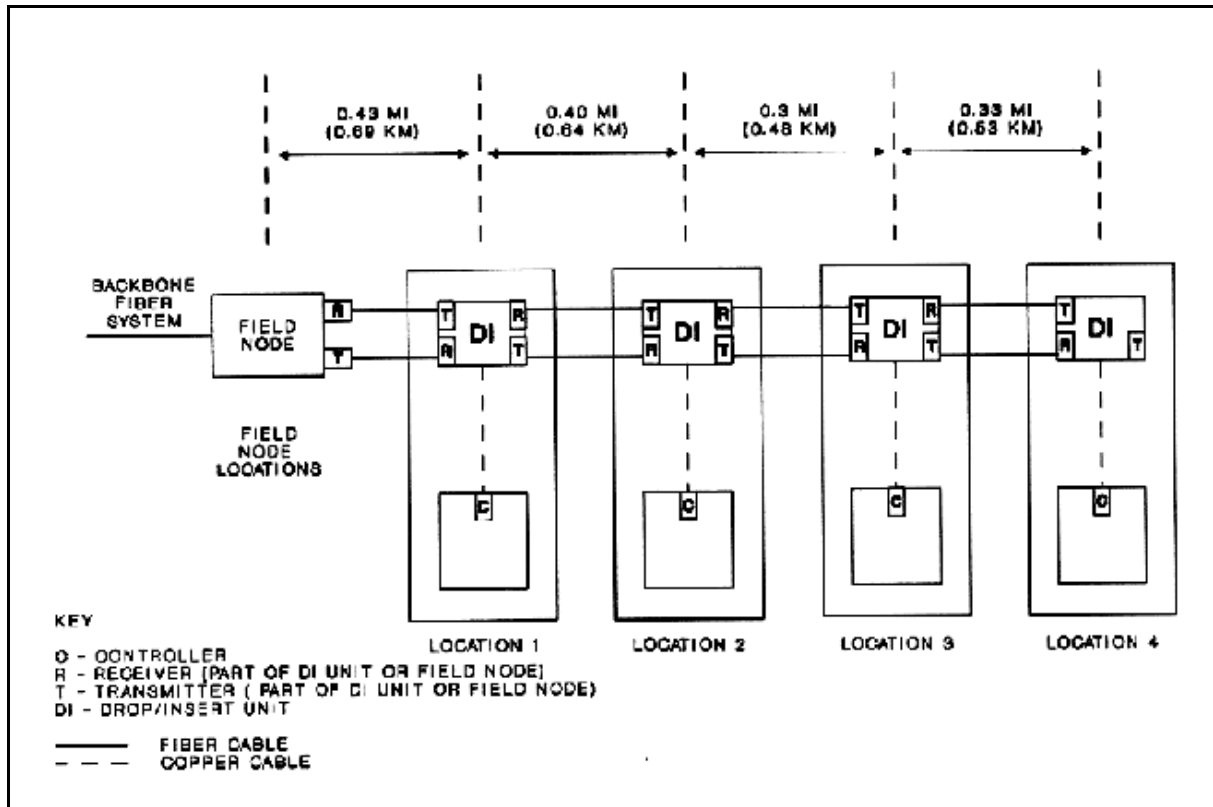 0.43 MI
(0.69 KM)
0.40 MI
(0.64 KM)
0.3 MI
(0.48 KM)
0.33 MI
(0.53 KM)
BACKBONE
FIBER
SYSTEM
FIELD
NODE
R
T
T
R
DI
R
T
T
R
DI
R
T
T
R
DI
R
T
T
R
DI
T
FIELD
NODE
LOCATIONS
C
C
C
C
LOCATION 1
LOCATION 2
LOCATION 3
LOCATION 4
KEY
C - CONTROLLER
R - RECEIVER [PART OF DI UNIT OR FIELD NODE]
T - TRANSMITTER ( PART OF DI UNIT OR FIELD NODE)
DI - DROP/INSERT UNIT
FIBER CABLE
COPPER CABLE